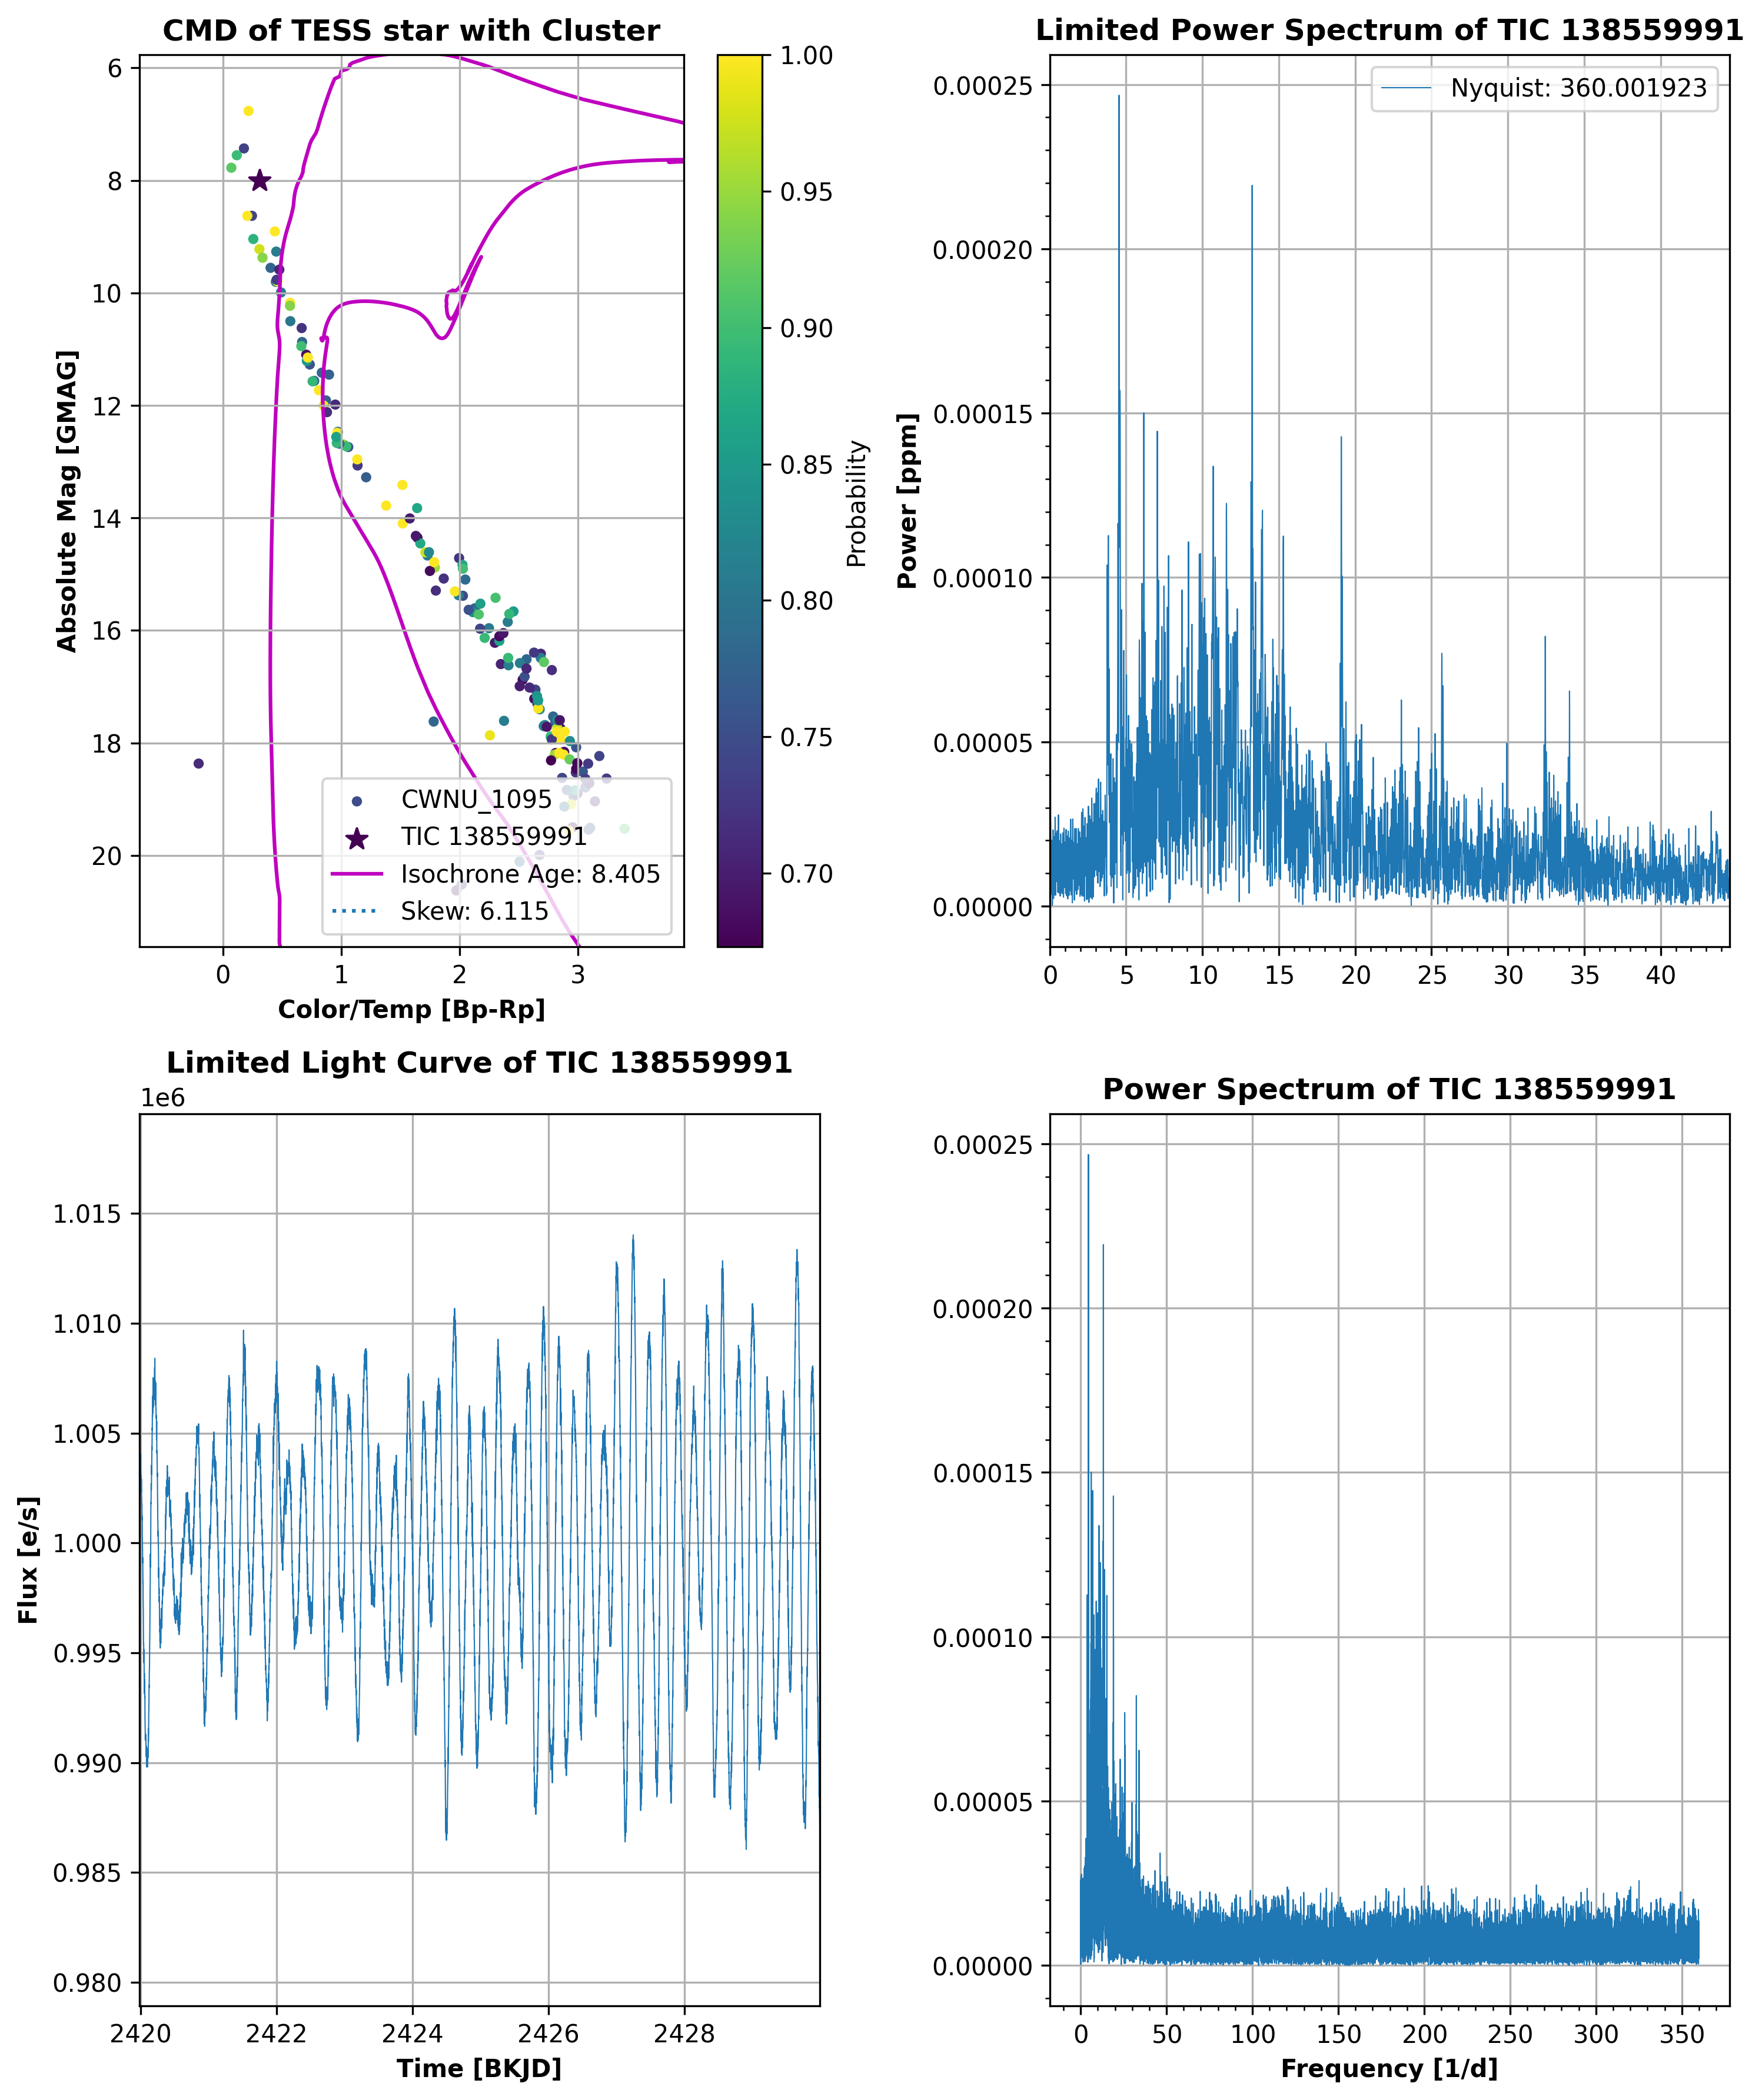 CMD of TESS star with Cluster
Absolute Mag [GMAG]
6
8
10
12
14
16
18
20
0 1 2 3
Color/Temp [Bp-Rp]
CWNU_1095
TIC 138559991
Isochrone Age: 8.405
Skew: 6.115
1.00
0.95
0.90
0.85
0.80
0.75
0.70
Probability
Limited Power Spectrum of TIC 138559991
Nyquist: 360.001923
Power [ppm]
0.00025
0.00020
0.00015
0.00010
0.00005
0.00000
0 5 10 15 20 25 30 35 40
Limited Light Curve of TIC 138559991
1e6
Flux [e/s]
1.015
1.010
1.005
1.000
0.995
0.990
0.985
0.980
2420 2422 2424 2426 2428
Time [BKJD]
Power Spectrum of TIC 138559991
0.00025
0.00020
0.00015
0.00010
0.00005
0.00000
0 50 100 150 200 250 300 350
Frequency [1/d]